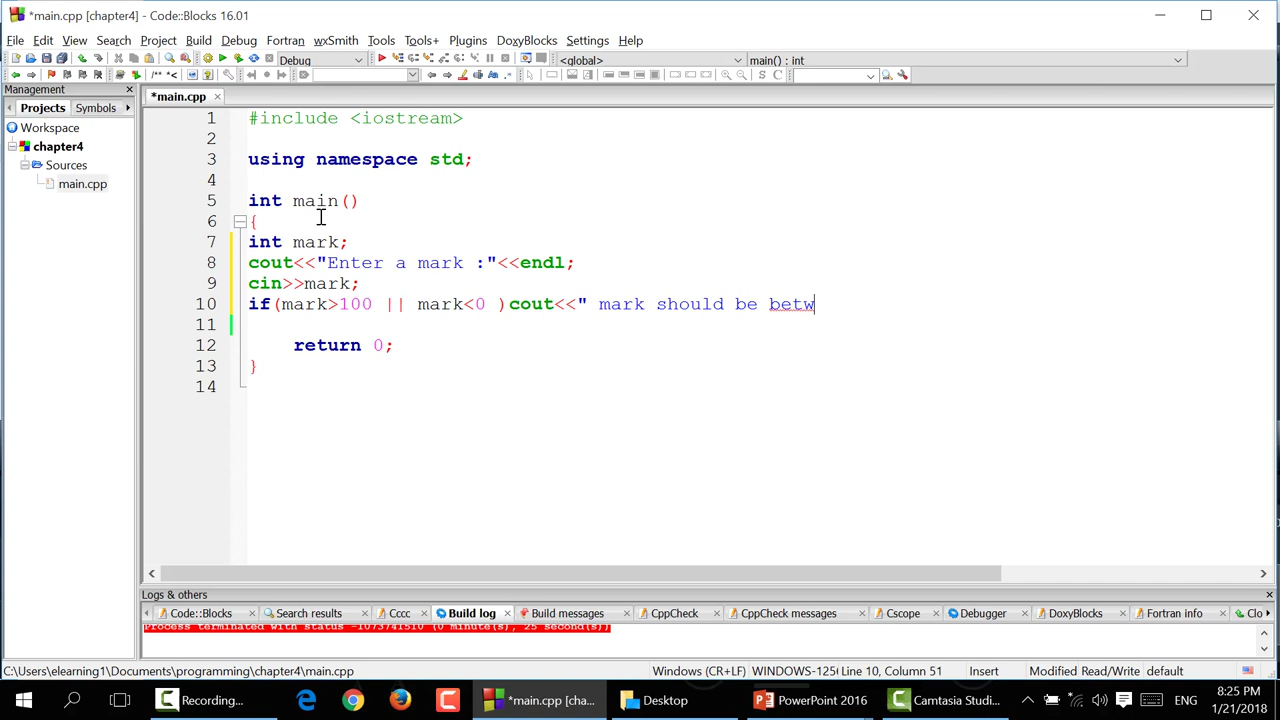 *main.cpp [chapter4] - Code::Blocks 16.01
File Edit View Search Project Build Debug Fortran wxSmith Tools Tools+ Plugins DoxyBlocks Settings Help
Debug <global> main() : int
/** *< S C
Management
*main.cpp
Projects Symbols
Workspace
chapter4
Sources
main.cpp
1 #include <iostream>
2
3 using namespace std;
4
5 int main()
6 {
7 int mark;
8 cout<<"Enter a mark :"<<endl;
9 cin>>mark;
10 if(mark>100 || mark<0 )cout<<" mark should be betw
11
12 return 0;
13 }
14
Logs & others
Code::Blocks Search results Cccc Build log Build messages CppCheck CppCheck messages Cscope Debugger DoxyBlocks Fortran info Clo
Process terminated with status -1073741510 (0 minute(s), 25 second(s))
C:\Users\elearning1\Documents\programming\chapter4\main.cpp Windows (CR+LF) WINDOWS-125 Line 10, Column 51 Insert Modified Read/Write default
Recording... *main.cpp [cha... Desktop PowerPoint 2016 Camtasia Studi... ENG
8:25 PM
1/21/2018